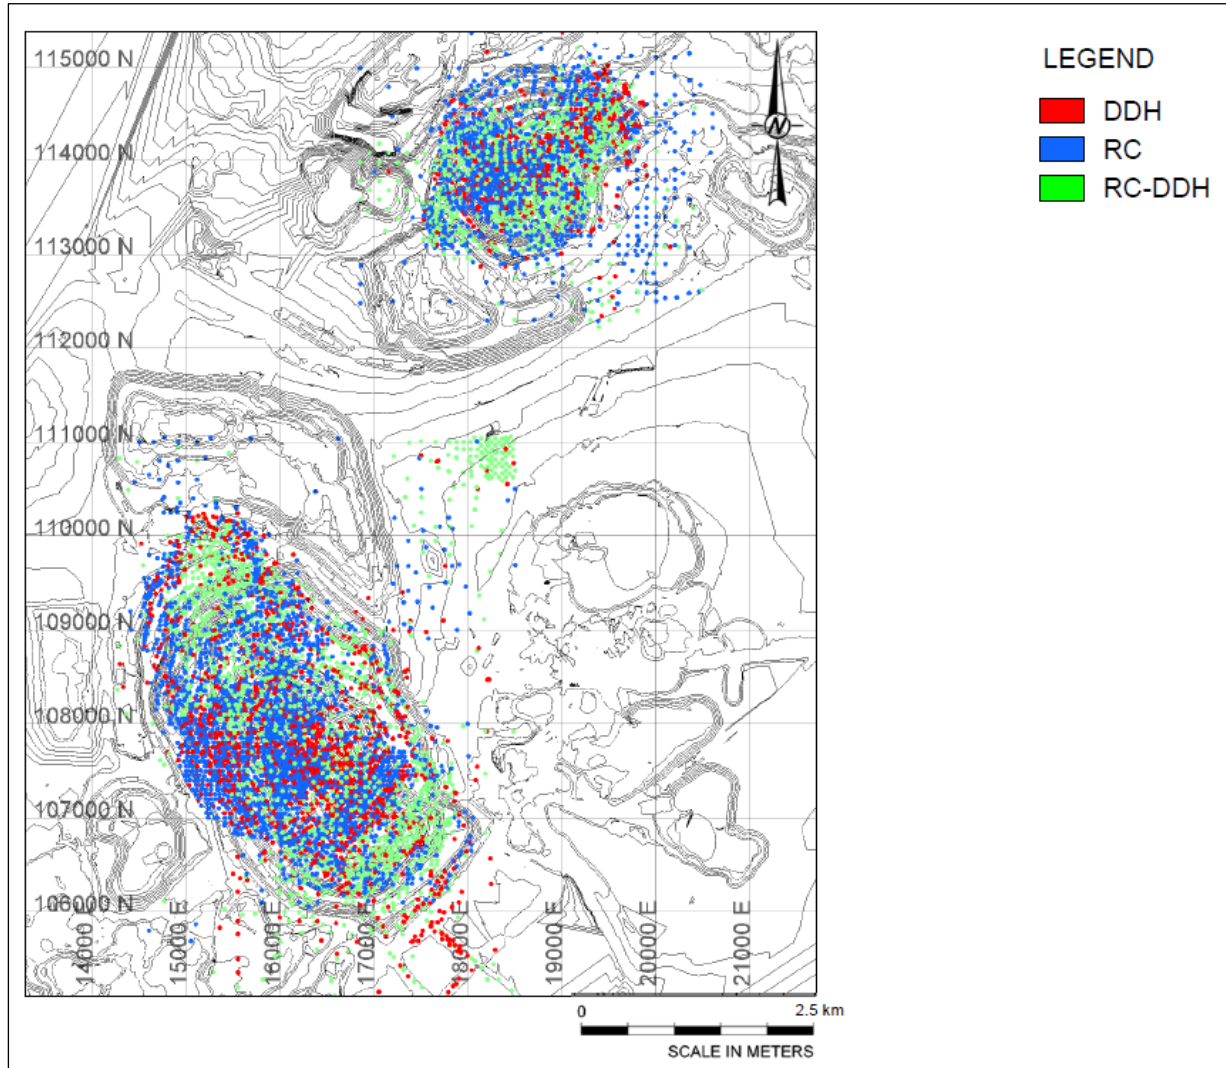 115000 N
114000 N
113000 N
112000 N
111000 N
110000 N
109000 N
108000 N
107000 N
106000 N
14000 E
15000 E
16000 E
17000 E
18000 E
19000 E
20000 E
21000 E
N
LEGEND
DDH
RC
RC-DDH
0 2.5 km
SCALE IN METERS